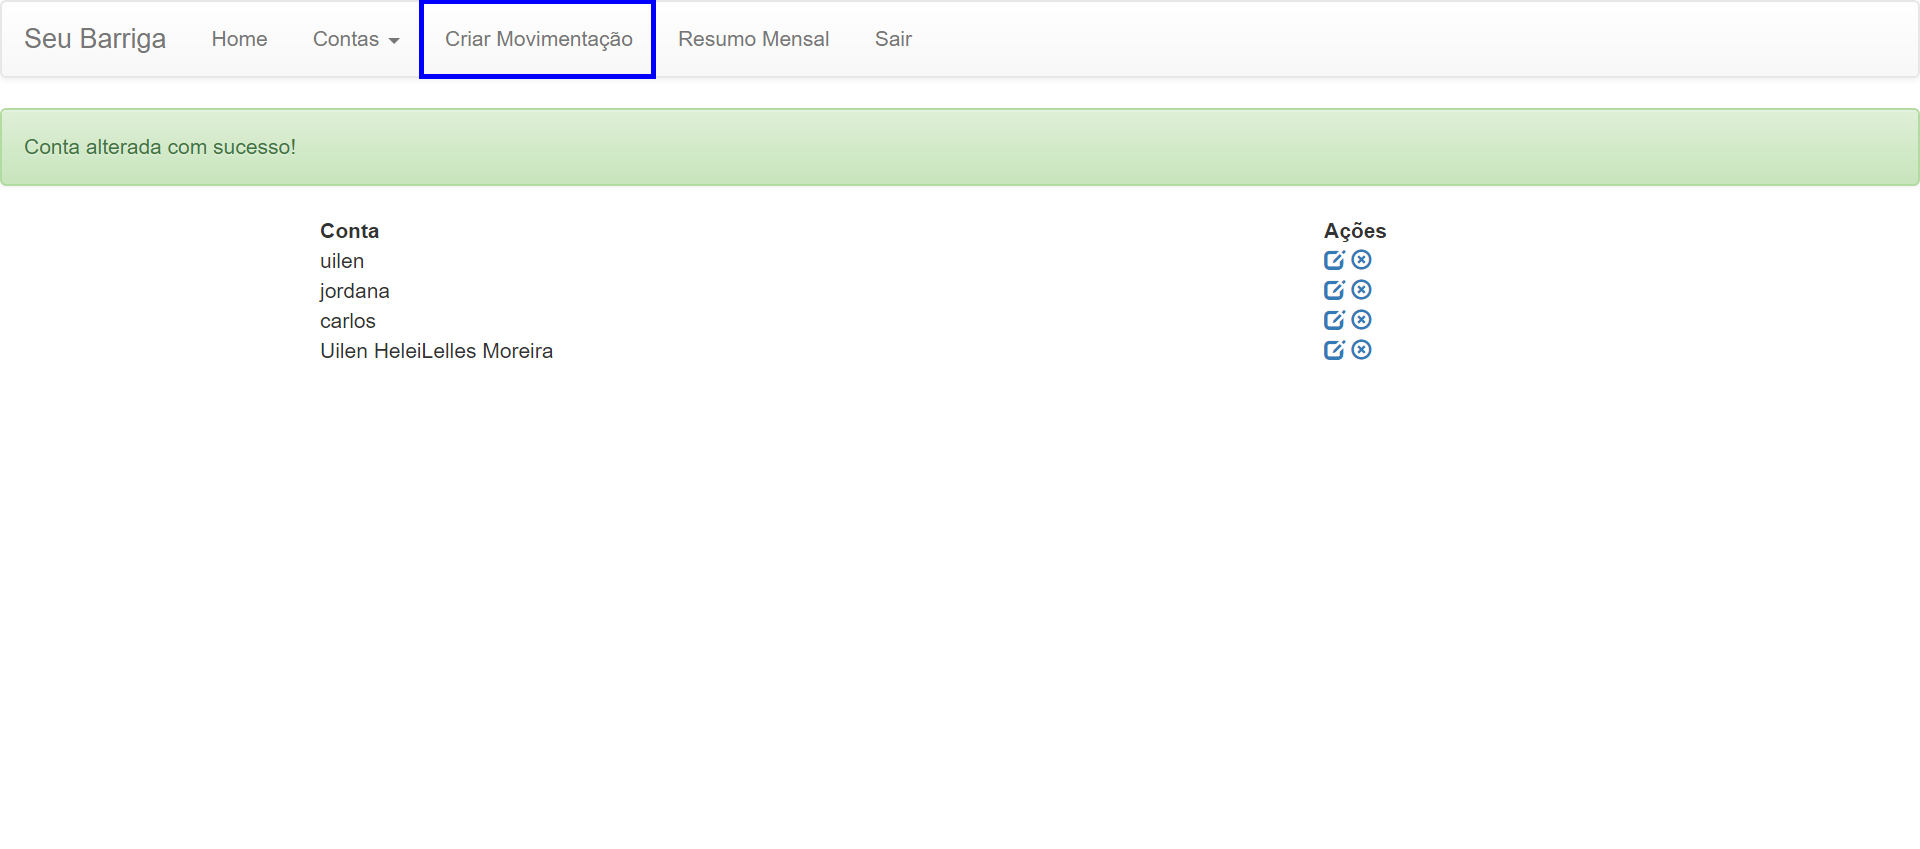 Seu Barriga Home Contas Criar Movimentação Resumo Mensal Sair
Conta alterada com sucesso!
Conta Ações
uilen
jordana
carlos
Uilen HeleiLelles Moreira